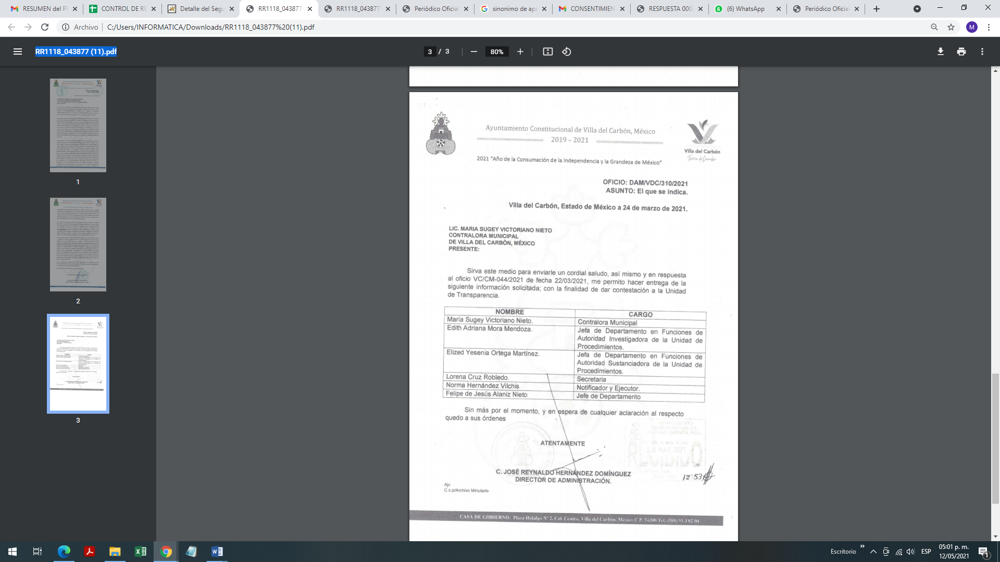 RESUMEN del P
CONTROL DE RE
Detalle del Segu
RR1118_043877
RR1118_043877
Periódico Oficial
sinonimo de ape
CONSENTIMIEN
RESPUESTA 000
(6) WhatsApp
Periódico Oficial
Archivo
C:/Users/INFORMATICA/Downloads/RR1118_043877%20(11).pdf
M
RR1118_043877 (11).pdf
3 / 3
80%
1
2
3
Ayuntamiento Constitucional de Villa del Carbón, México
2019 – 2021
Villa del Carbón
2021 “Año de la Consumación de la Independencia y la Grandeza de México”
OFICIO: DAM/VDC/310/2021
ASUNTO: El que se indica.
Villa del Carbón, Estado de México a 24 de marzo de 2021.
LIC. MARIA SUGEY VICTORIANO NIETO
CONTRALORA MUNICIPAL
DE VILLA DEL CARBÒN, MÉXICO
PRESENTE:
Sirva este medio para enviarle un cordial saludo, así mismo y en respuesta
al oficio VC/CM-044/2021 de fecha 22/03/2021, me permito hacer entrega de la
siguiente información solicitada; con la finalidad de dar contestación a la Unidad
de Transparencia.
NOMBRE CARGO
María Sugey Victoriano Nieto. Contralora Municipal
Edith Adriana Mora Mendoza. Jefa de Departamento en Funciones de
Autoridad Investigadora de la Unidad de
Procedimientos.
Elized Yesenia Ortega Martínez. Jefa de Departamento en Funciones de
Autoridad Sustanciadora de la Unidad de
Procedimientos.
Lorena Cruz Robledo. Secretaria
Norma Hernández Vilchis Notificador y Ejecutor.
Felipe de Jesús Alaniz Nieto Jefe de Departamento
Sin más por el momento, y en espera de cualquier aclaración al respecto
quedo a sus órdenes
ATENTAMENTE
AYUNTAMIENTO
CONSTITUCIONAL DE
VILLA DEL CARBÓN, MEX.
24 MAR 2021
RECIBIDO
12:53
C. JOSÉ REYNALDO HERNÁNDEZ DOMÍNGUEZ
DIRECTOR DE ADMINISTRACIÓN.
Ajv
C.c.p/Archivo Minutario
CASA DE GOBIERNO: Plaza Hidalgo Nº 2, Col. Centro, Villa del Carbón, México C.P. 54300 Tel. (588) 91 3 02 04
Escritorio
ESP
05:01 p. m.
12/05/2021
1